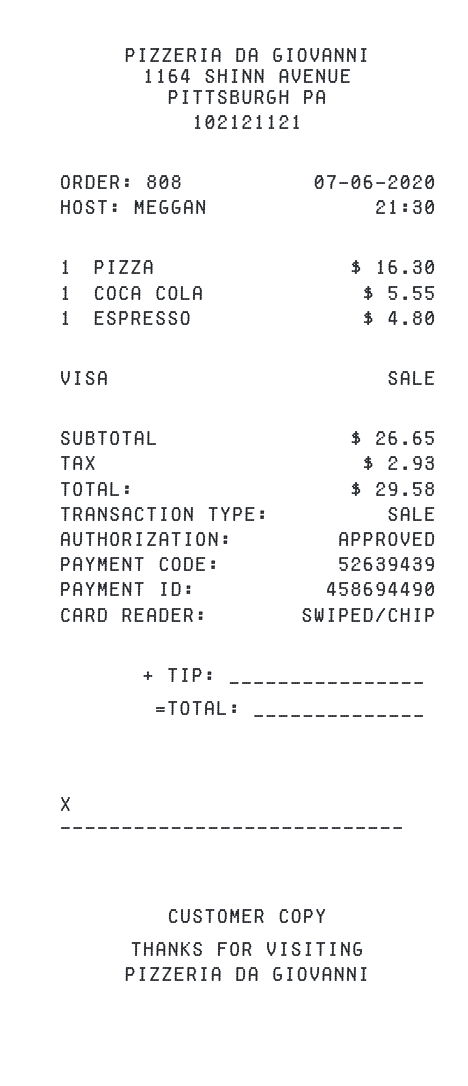 PIZZERIA DA GIOVANNI
1164 SHINN AVENUE
PITTSBURGH PA
102121121
ORDER: 808 07-06-2020
HOST: MEGGAN 21:30
1 PIZZA $ 16.30
1 COCA COLA $ 5.55
1 ESPRESSO $ 4.80
VISA SALE
SUBTOTAL $ 26.65
TAX $ 2.93
TOTAL: $ 29.58
TRANSACTION TYPE: SALE
AUTHORIZATION: APPROVED
PAYMENT CODE: 52639439
PAYMENT ID: 458694490
CARD READER: SWIPED/CHIP
+ TIP: ________________
=TOTAL: ______________
X
----------------------------
CUSTOMER COPY
THANKS FOR VISITING
PIZZERIA DA GIOVANNI